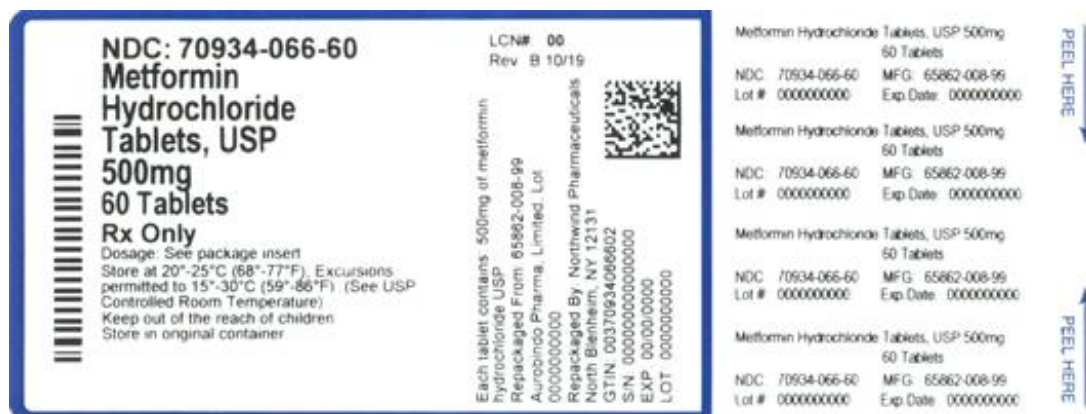 NDC: 70934-066-60
Metformin
Hydrochloride
Tablets, USP
500mg
60 Tablets
Rx Only
Dosage: See package insert
Store at 20°-25°C (68°-77°F), Excursions
permitted to 15°-30°C (59°-86°F) (See USP
Controlled Room Temperature)
Keep out of the reach of children
Store in original container
LCN# 00
Rev B 10/19
Each tablet contains: 500mg of metformin
hydrochloride USP
Repackaged From: 65862-008-99
Aurobindo Pharma, Limited. Lot
0000000000
Repackaged By: Northwind Pharmaceuticals
North Blenheim, NY 12131
GTIN: 00370934066602
S/N: 00000000000000
EXP 00/00/0000
LOT 0000000000
Metformin Hydrochloride Tablets, USP 500mg
60 Tablets
NDC: 70934-066-60 MFG: 65862-008-99
Lot # 0000000000 Exp.Date: 0000000000
Metformin Hydrochloride Tablets, USP 500mg
60 Tablets
NDC: 70934-066-60 MFG: 65862-008-99
Lot # 0000000000 Exp.Date: 0000000000
Metformin Hydrochloride Tablets, USP 500mg
60 Tablets
NDC: 70934-066-60 MFG: 65862-008-99
Lot # 0000000000 Exp.Date: 0000000000
Metformin Hydrochloride Tablets, USP 500mg
60 Tablets
NDC: 70934-066-60 MFG: 65862-008-99
Lot # 0000000000 Exp.Date: 0000000000
PEEL HERE
PEEL HERE